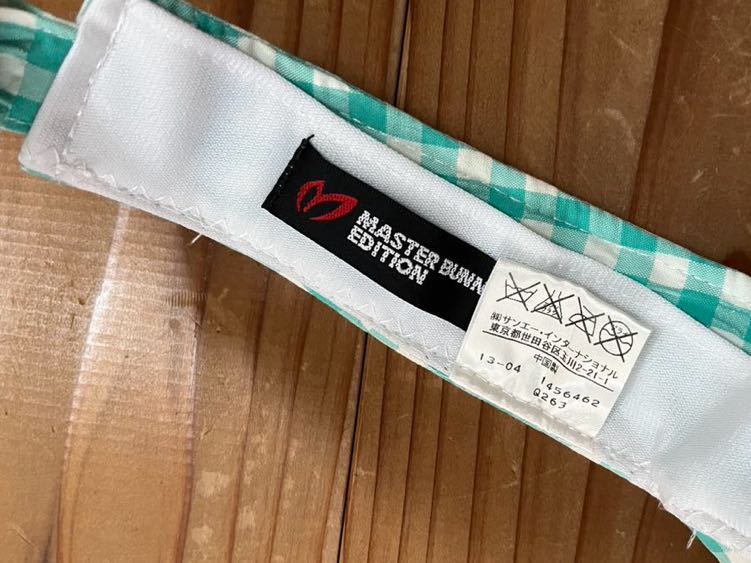 MASTER BUNN
EDITION
㈱サンエー・インターナショナル
東京都世田谷区玉川2-21-1
中国製
13-04 1456462
Q263